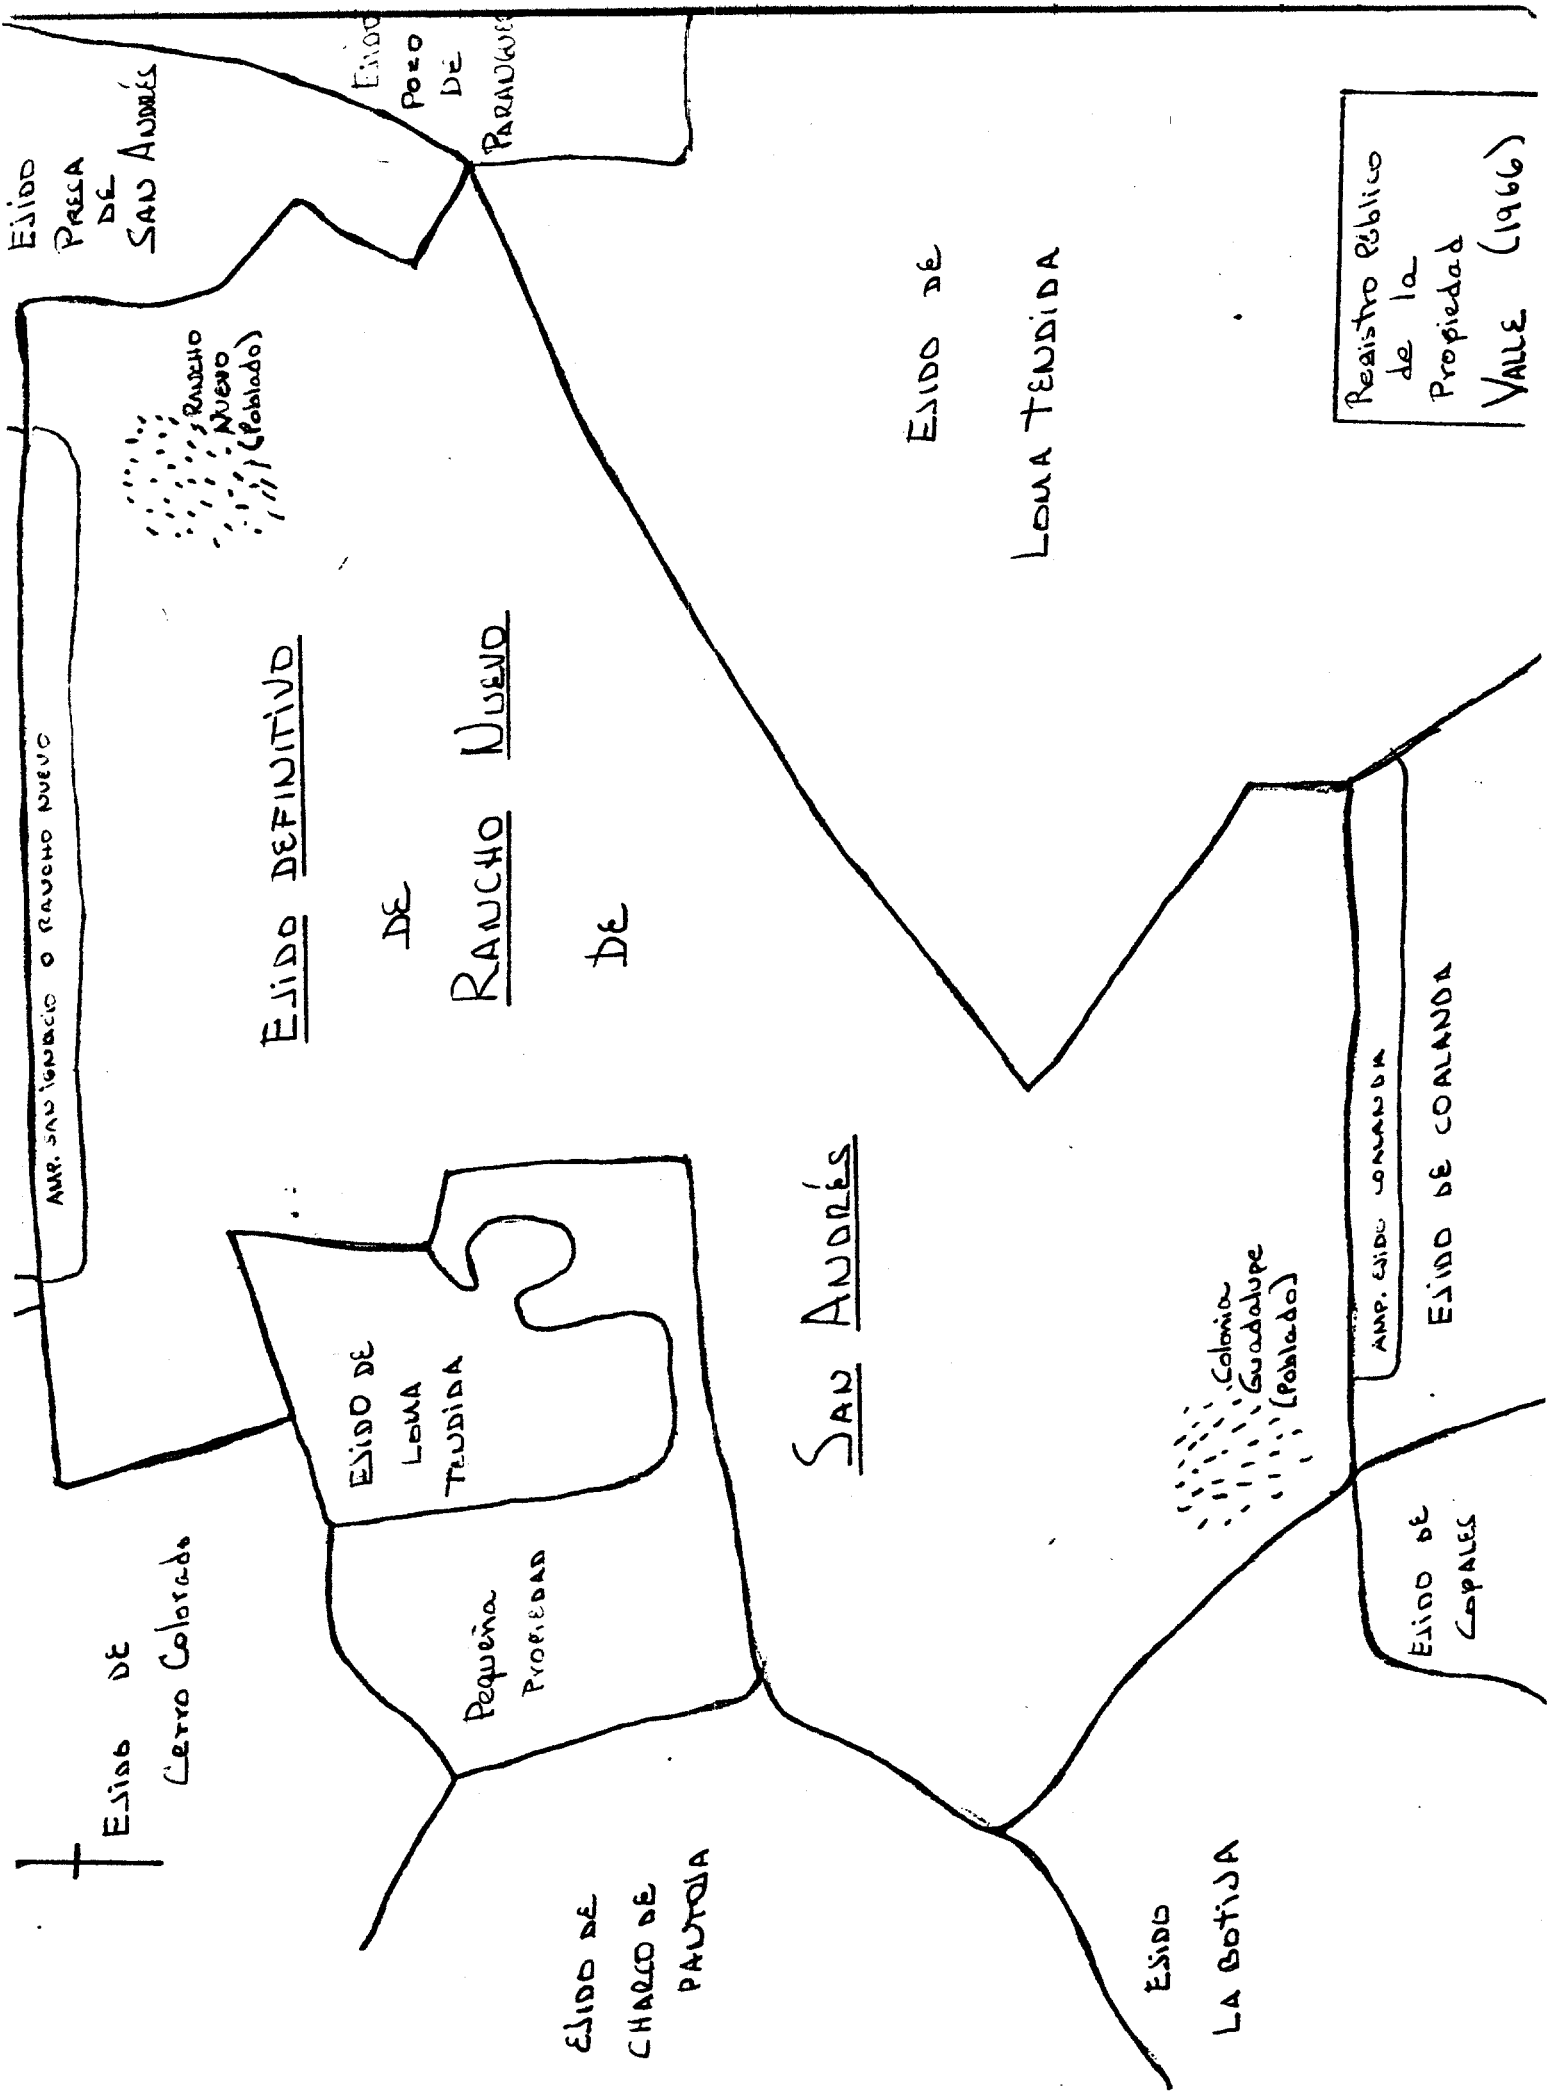 EJIDO DE
Cerro Colorado
AMP. SAN IGNACIO O RANCHO NUEVO
EJIDO
PRESA
DE
SAN ANDRÉS
EJIDO
POZO
DE
PARANGUE
RANCHO
NUEVO
(Poblado)
EJIDO DEFINITIVO
DE
RANCHO NUEVO
DE
SAN ANDRÉS
EJIDO DE
LOMA
TENDIDA
Pequeña
PROPIEDAD
EJIDO DE
CHARCO DE
PANTOJA
EJIDO DE
LOMA TENDIDA
EJIDO
LA BOTIJA
Colonia
Guadalupe
(Poblado)
AMP. EJIDO COALANDA
EJIDO DE COALANDA
EJIDO DE
COPALES
Registro Público
de la
Propiedad
VALLE (1966)